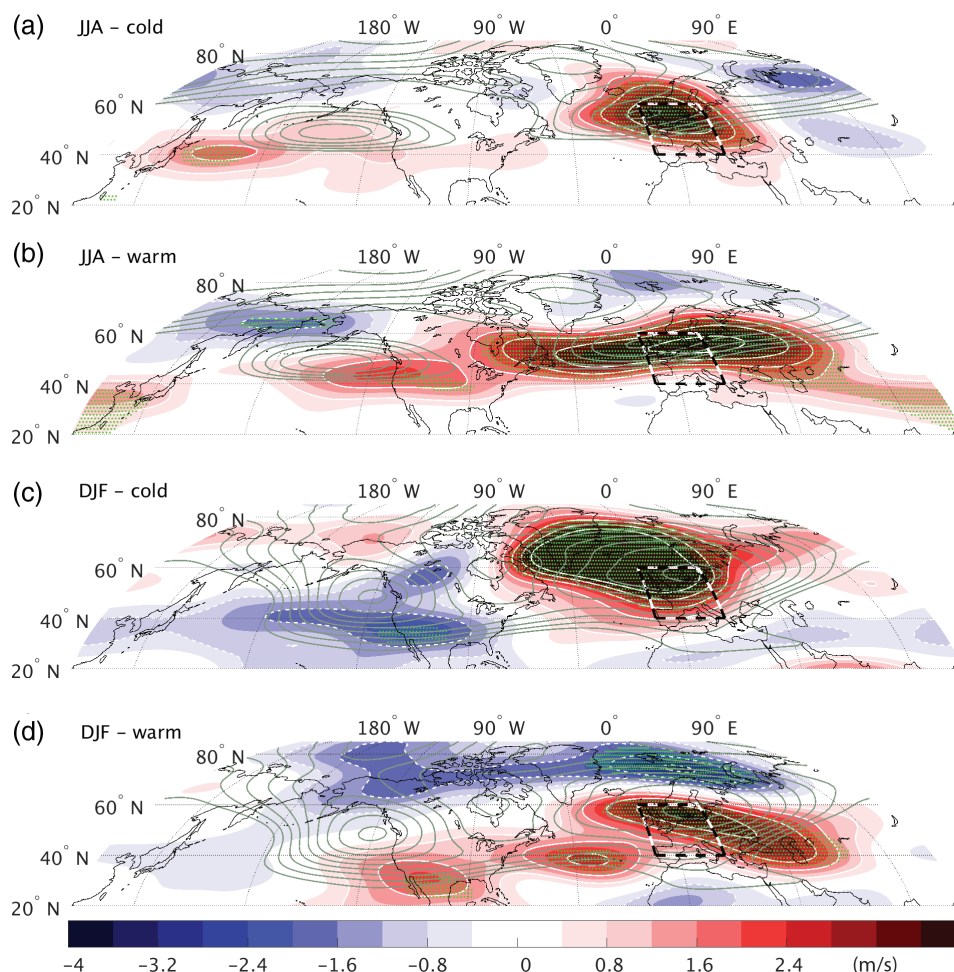 (a) JJA – cold 180° W 90° W 0° 90° E
80° N
60° N
40° N
20° N
(b) JJA – warm 180° W 90° W 0° 90° E
80° N
60° N
40° N
20° N
(c) DJF – cold 180° W 90° W 0° 90° E
80° N
60° N
40° N
20° N
(d) DJF – warm 180° W 90° W 0° 90° E
80° N
60° N
40° N
20° N
−4 −3.2 −2.4 −1.6 −0.8 0 0.8 1.6 2.4 (m/s)